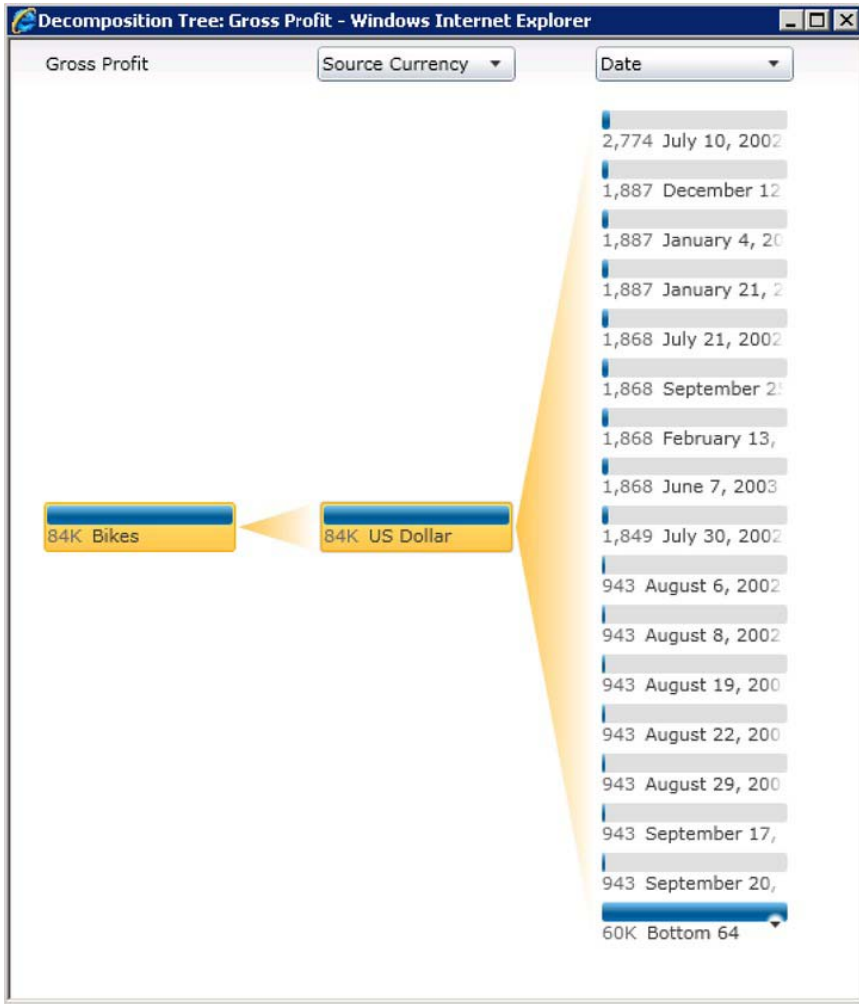 Decomposition Tree: Gross Profit - Windows Internet Explorer
Gross Profit Source Currency Date
2,774 July 10, 2002
1,887 December 12
1,887 January 4, 20
1,887 January 21, 2
1,868 July 21, 2002
1,868 September 25
1,868 February 13,
1,868 June 7, 2003
84K Bikes 84K US Dollar 1,849 July 30, 2002
943 August 6, 2002
943 August 8, 2002
943 August 19, 200
943 August 22, 200
943 August 29, 200
943 September 17,
943 September 20,
60K Bottom 64